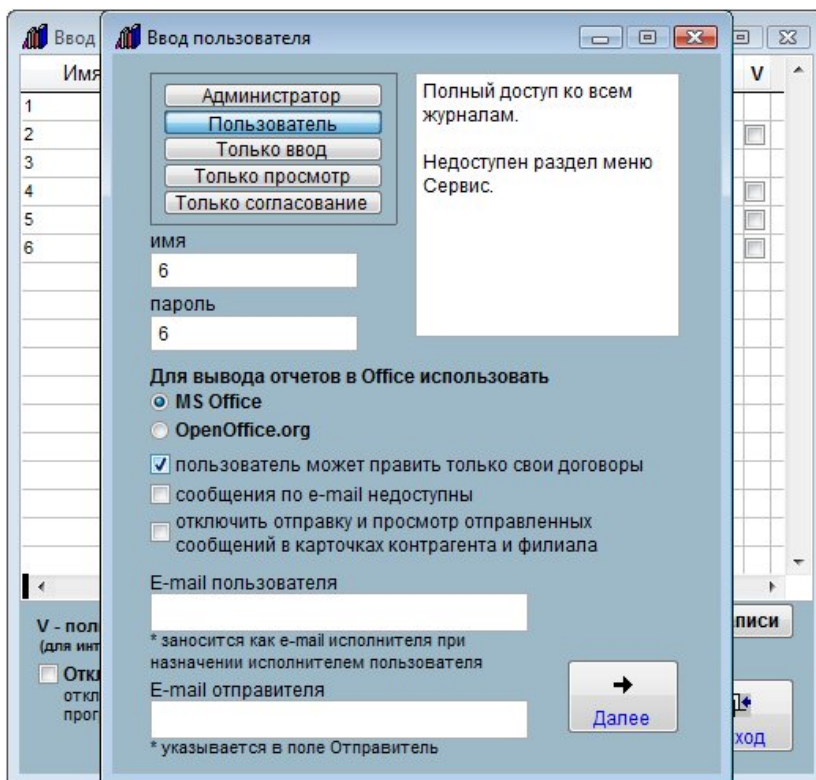 Ввод
Ввод пользователя
Имя
V
1
2
3
4
5
6
Администратор
Пользователь
Только ввод
Только просмотр
Только согласование
Полный доступ ко всем
журналам.
Недоступен раздел меню
Сервис.
имя
6
пароль
6
Для вывода отчетов в Office использовать
MS Office
OpenOffice.org
пользователь может править только свои договоры
сообщения по e-mail недоступны
отключить отправку и просмотр отправленных
сообщений в карточках контрагента и филиала
E-mail пользователя
* заносится как e-mail исполнителя при
назначении исполнителем пользователя
E-mail отправителя
* указывается в поле Отправитель
Далее
V - пол
(для инт
Откл
откл
прог
писи
ход